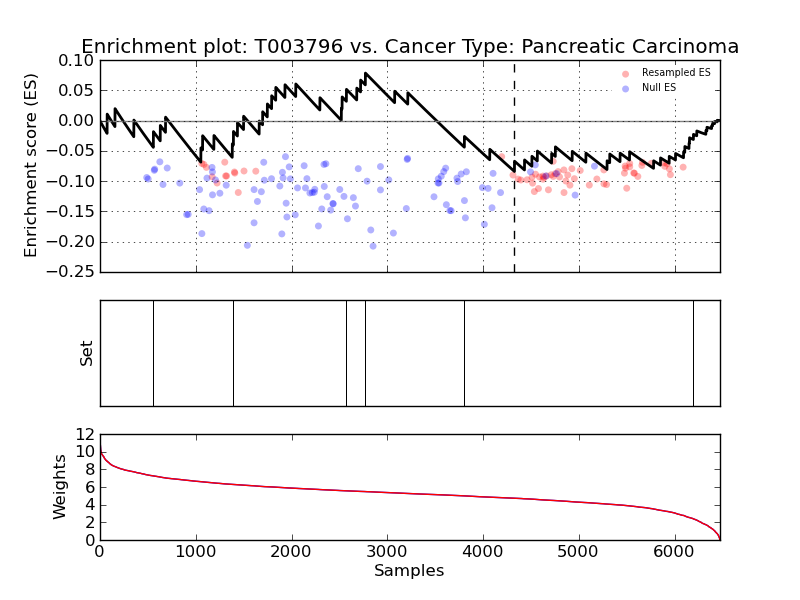 Enrichment plot: T003796 vs. Cancer Type: Pancreatic Carcinoma
Enrichment score (ES)
0.10
0.05
0.00
−0.05
−0.10
−0.15
−0.20
−0.25
Resampled ES
Null ES
Set
Weights
12
10
8
6
4
2
0
0 1000 2000 3000 4000 5000 6000
Samples